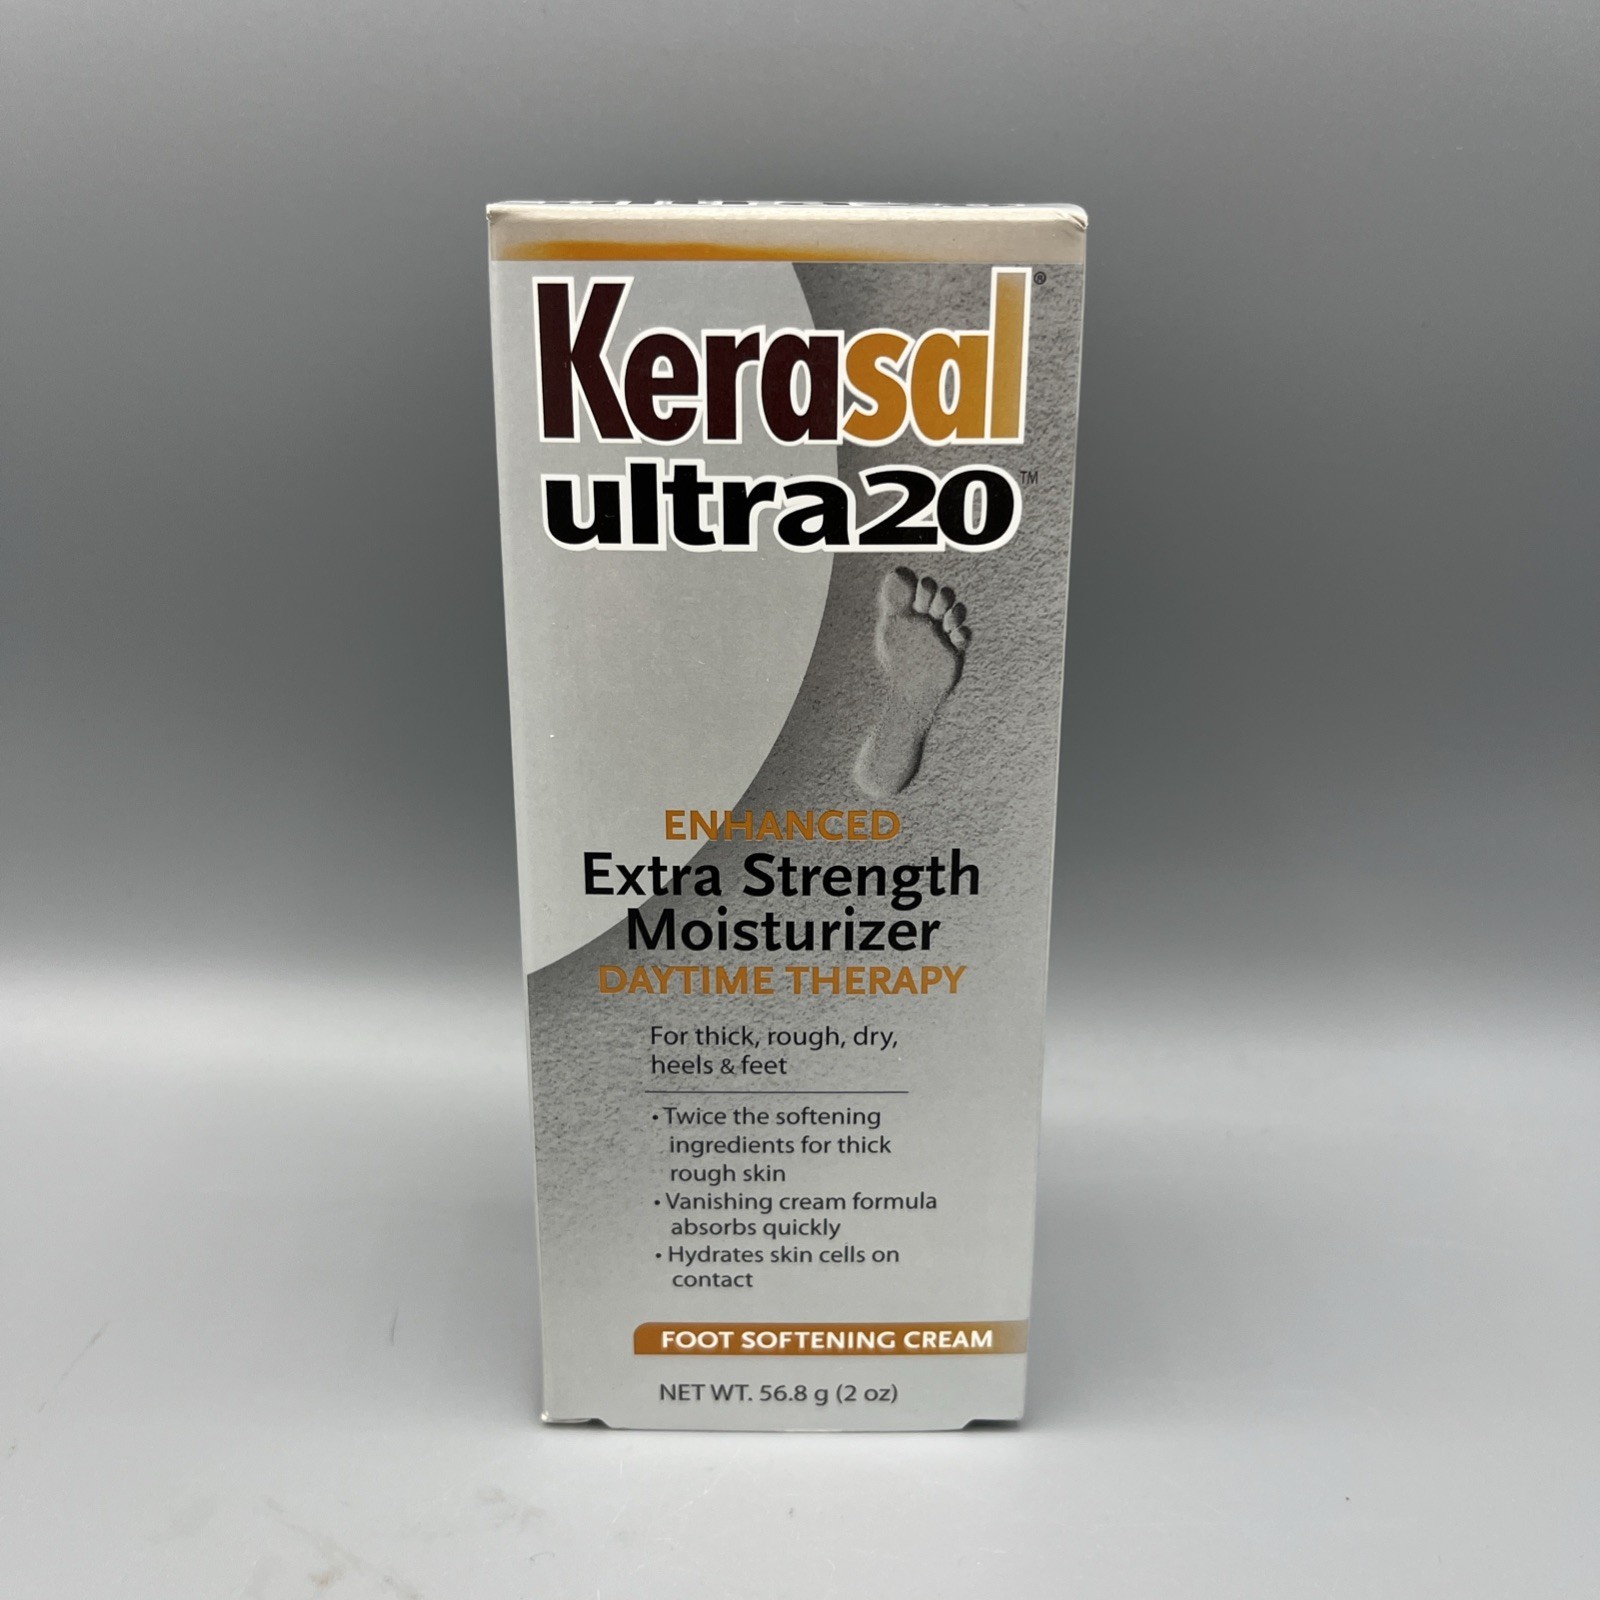 Kerasal®
ultra20™
ENHANCED
Extra Strength
Moisturizer
DAYTIME THERAPY
For thick, rough, dry,
heels & feet
• Twice the softening
ingredients for thick
rough skin
• Vanishing cream formula
absorbs quickly
• Hydrates skin cells on
contact
FOOT SOFTENING CREAM
NET WT. 56.8 g (2 oz)